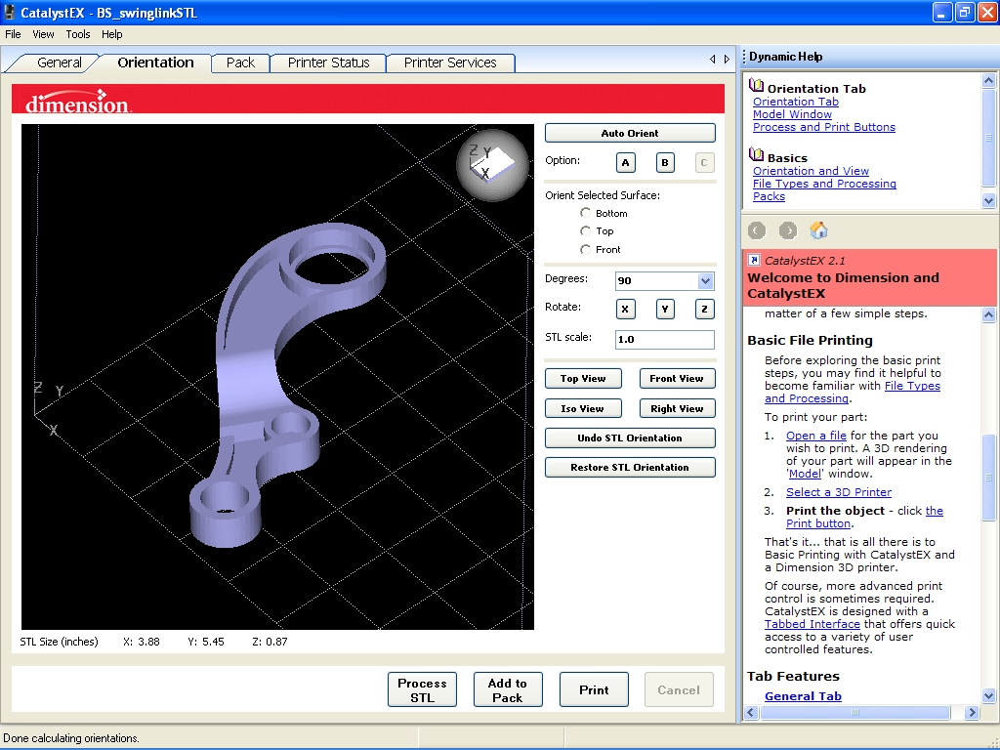 CatalystEX - BS_swinglinkSTL
File View Tools Help
General Orientation Pack Printer Status Printer Services
dimension
Z Y
X
Z Y
X
STL Size (inches) X: 3.88 Y: 5.45 Z: 0.87
Auto Orient
Option: A B C
Orient Selected Surface:
Bottom
Top
Front
Degrees: 90
Rotate: X Y Z
STL scale: 1.0
Top View Front View
Iso View Right View
Undo STL Orientation
Restore STL Orientation
Process
STL
Add to
Pack
Print
Cancel
Dynamic Help
Orientation Tab
Orientation Tab
Model Window
Process and Print Buttons
Basics
Orientation and View
File Types and Processing
Packs
CatalystEX 2.1
Welcome to Dimension and
CatalystEX
matter of a few simple steps.
Basic File Printing
Before exploring the basic print
steps, you may find it helpful to
become familiar with File Types
and Processing.
To print your part:
1. Open a file for the part you
wish to print. A 3D rendering
of your part will appear in the
'Model' window.
2. Select a 3D Printer
3. Print the object - click the
Print button.
That's it... that is all there is to
Basic Printing with CatalystEX and
a Dimension 3D printer.
Of course, more advanced print
control is sometimes required.
CatalystEX is designed with a
Tabbed Interface that offers quick
access to a variety of user
controlled features.
Tab Features
General Tab
Done calculating orientations.